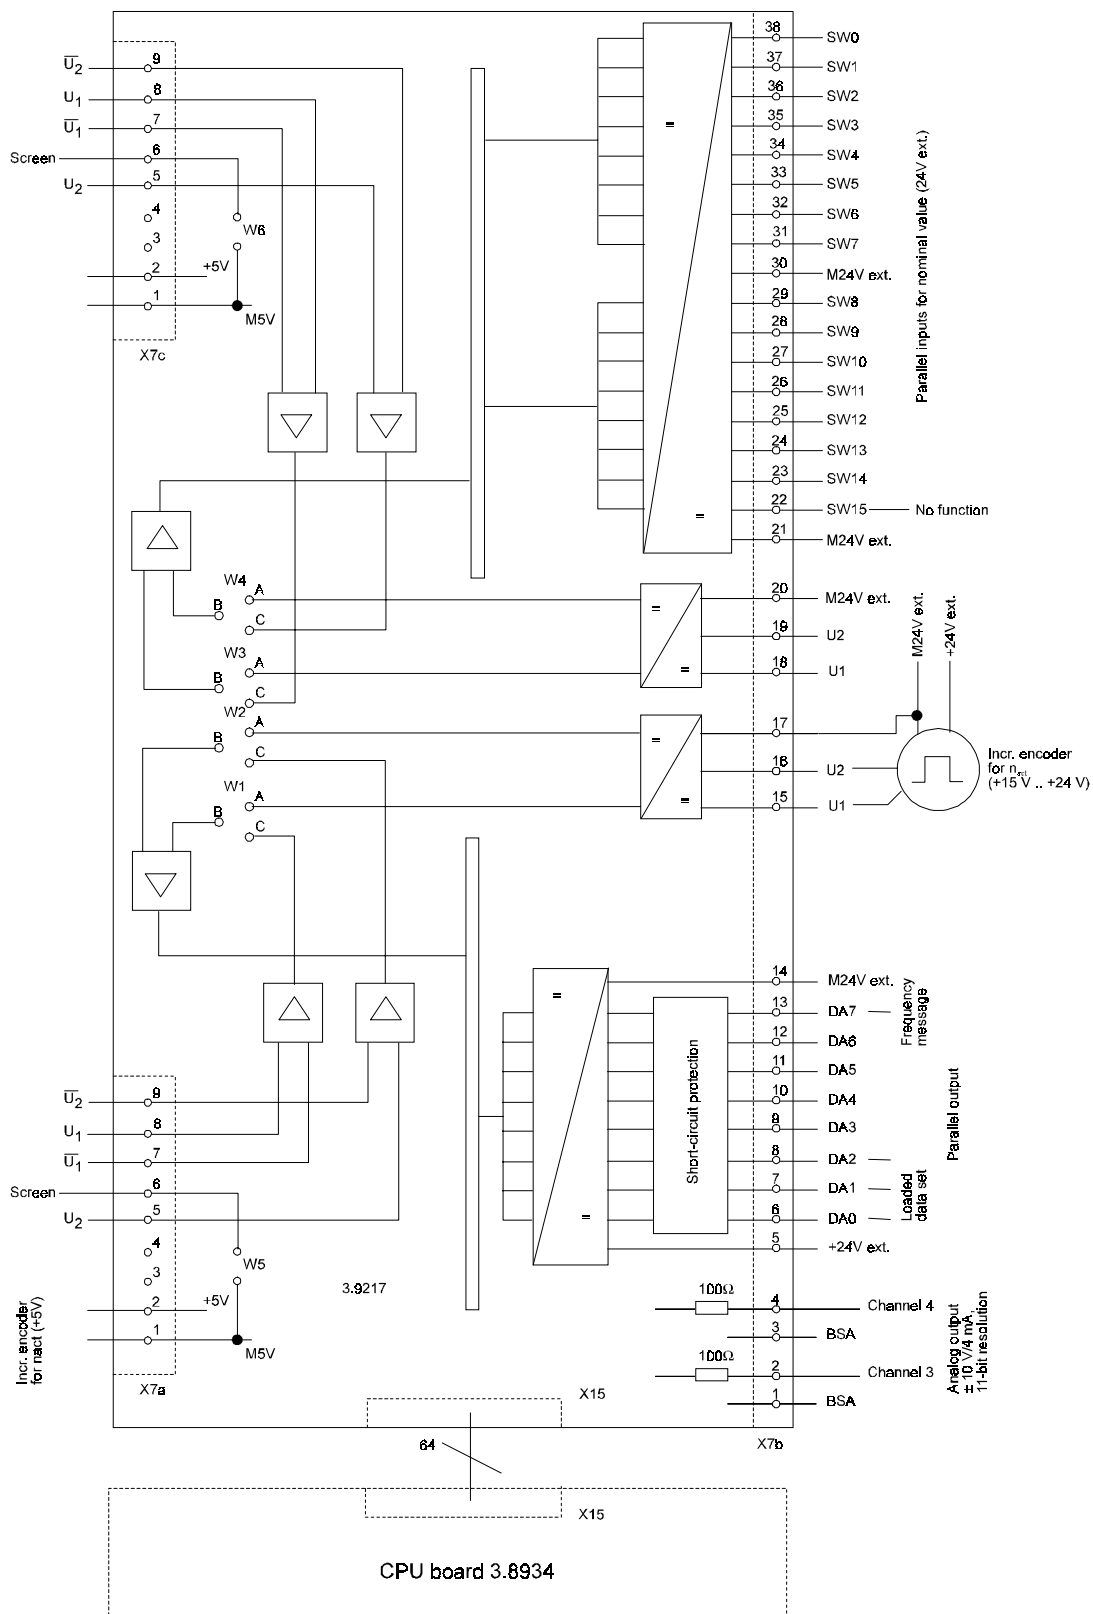 38 SW0
37 SW1
36 SW2
35 SW3
34 SW4
33 SW5
32 SW6
31 SW7
30 M24V ext.
29 SW8
28 SW9
27 SW10
26 SW11
25 SW12
24 SW13
23 SW14
22 SW15 No function
21 M24V ext.
= =
Parallel inputs for nominal value (24V ext.)
U̅2 9
U1 8
U̅1 7
Screen 6
U2 5
4
3
2 +5V
1 M5V
W6
X7c
W4 A B C
W3 A B C
W2 A B C
W1 A B C
= =
20 M24V ext.
19 U2
18 U1
= =
17
16 U2
15 U1
M24V ext.
+24V ext.
Incr. encoder
for nact
(+15 V .. +24 V)
= =
Short-circuit protection
14 M24V ext.
13 DA7
12 DA6
11 DA5
10 DA4
9 DA3
8 DA2
7 DA1
6 DA0
5 +24V ext.
Frequency
message
Parallel output
Loaded
data set
100Ω 4 Channel 4
3 BSA
100Ω 2 Channel 3
1 BSA
Analog output
± 10 V/4 mA,
11-bit resolution
X7b
U̅2 9
U1 8
U̅1 7
Screen 6
U2 5
4
3
2 +5V
1 M5V
W5
Incr. encoder
for nact (+5V)
X7a
3.9217
X15
64
X15
CPU board 3.8934